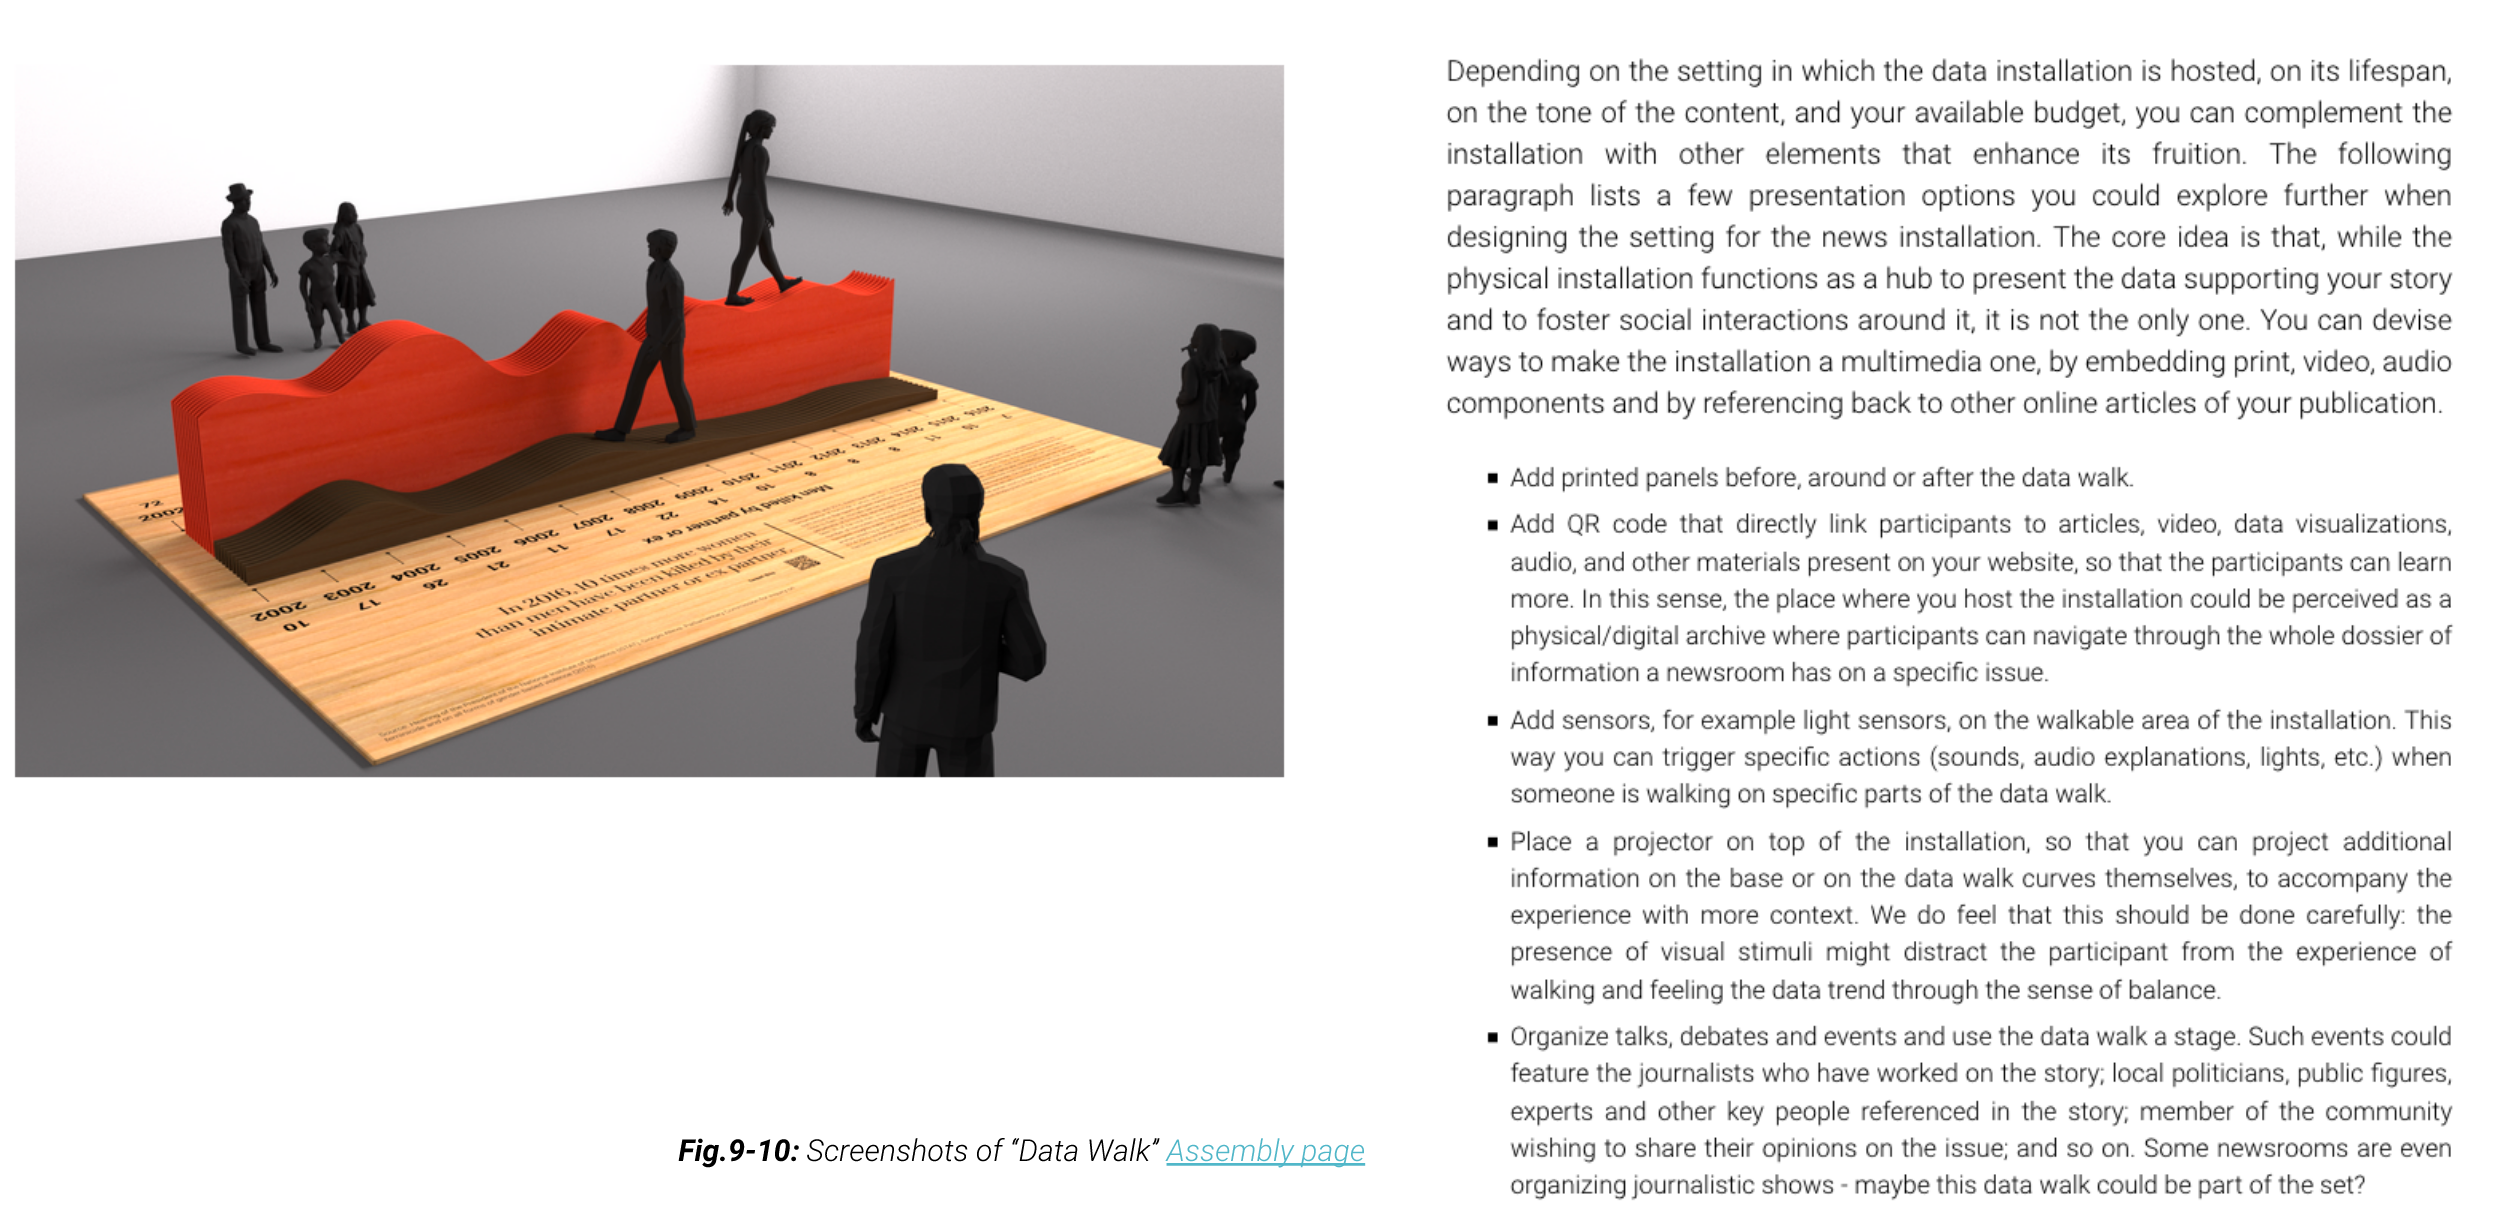 72
2002
2002
10
2003
17
2004
26
2005
21
2006
11
2007
17
2008
22
2009
14
2010
10
2011
8
2012
8
2013
8
2014
11
2015
10
2016
7
Men killed by partner or ex
In 2016, 10 times more women
than men have been killed by their
intimate partner or ex partner.
Fig.9-10: Screenshots of “Data Walk” Assembly page
Depending on the setting in which the data installation is hosted, on its lifespan,
on the tone of the content, and your available budget, you can complement the
installation with other elements that enhance its fruition. The following
paragraph lists a few presentation options you could explore further when
designing the setting for the news installation. The core idea is that, while the
physical installation functions as a hub to present the data supporting your story
and to foster social interactions around it, it is not the only one. You can devise
ways to make the installation a multimedia one, by embedding print, video, audio
components and by referencing back to other online articles of your publication.
▪ Add printed panels before, around or after the data walk.
▪ Add QR code that directly link participants to articles, video, data visualizations,
audio, and other materials present on your website, so that the participants can learn
more. In this sense, the place where you host the installation could be perceived as a
physical/digital archive where participants can navigate through the whole dossier of
information a newsroom has on a specific issue.
▪ Add sensors, for example light sensors, on the walkable area of the installation. This
way you can trigger specific actions (sounds, audio explanations, lights, etc.) when
someone is walking on specific parts of the data walk.
▪ Place a projector on top of the installation, so that you can project additional
information on the base or on the data walk curves themselves, to accompany the
experience with more context. We do feel that this should be done carefully: the
presence of visual stimuli might distract the participant from the experience of
walking and feeling the data trend through the sense of balance.
▪ Organize talks, debates and events and use the data walk a stage. Such events could
feature the journalists who have worked on the story; local politicians, public figures,
experts and other key people referenced in the story; member of the community
wishing to share their opinions on the issue; and so on. Some newsrooms are even
organizing journalistic shows - maybe this data walk could be part of the set?